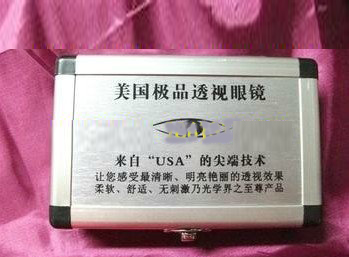 美国极品透视眼镜
来自“USA”的尖端技术
让您感受最清晰、明亮艳丽的透视效果
柔软、舒适、无刺激乃光学界之至尊产品